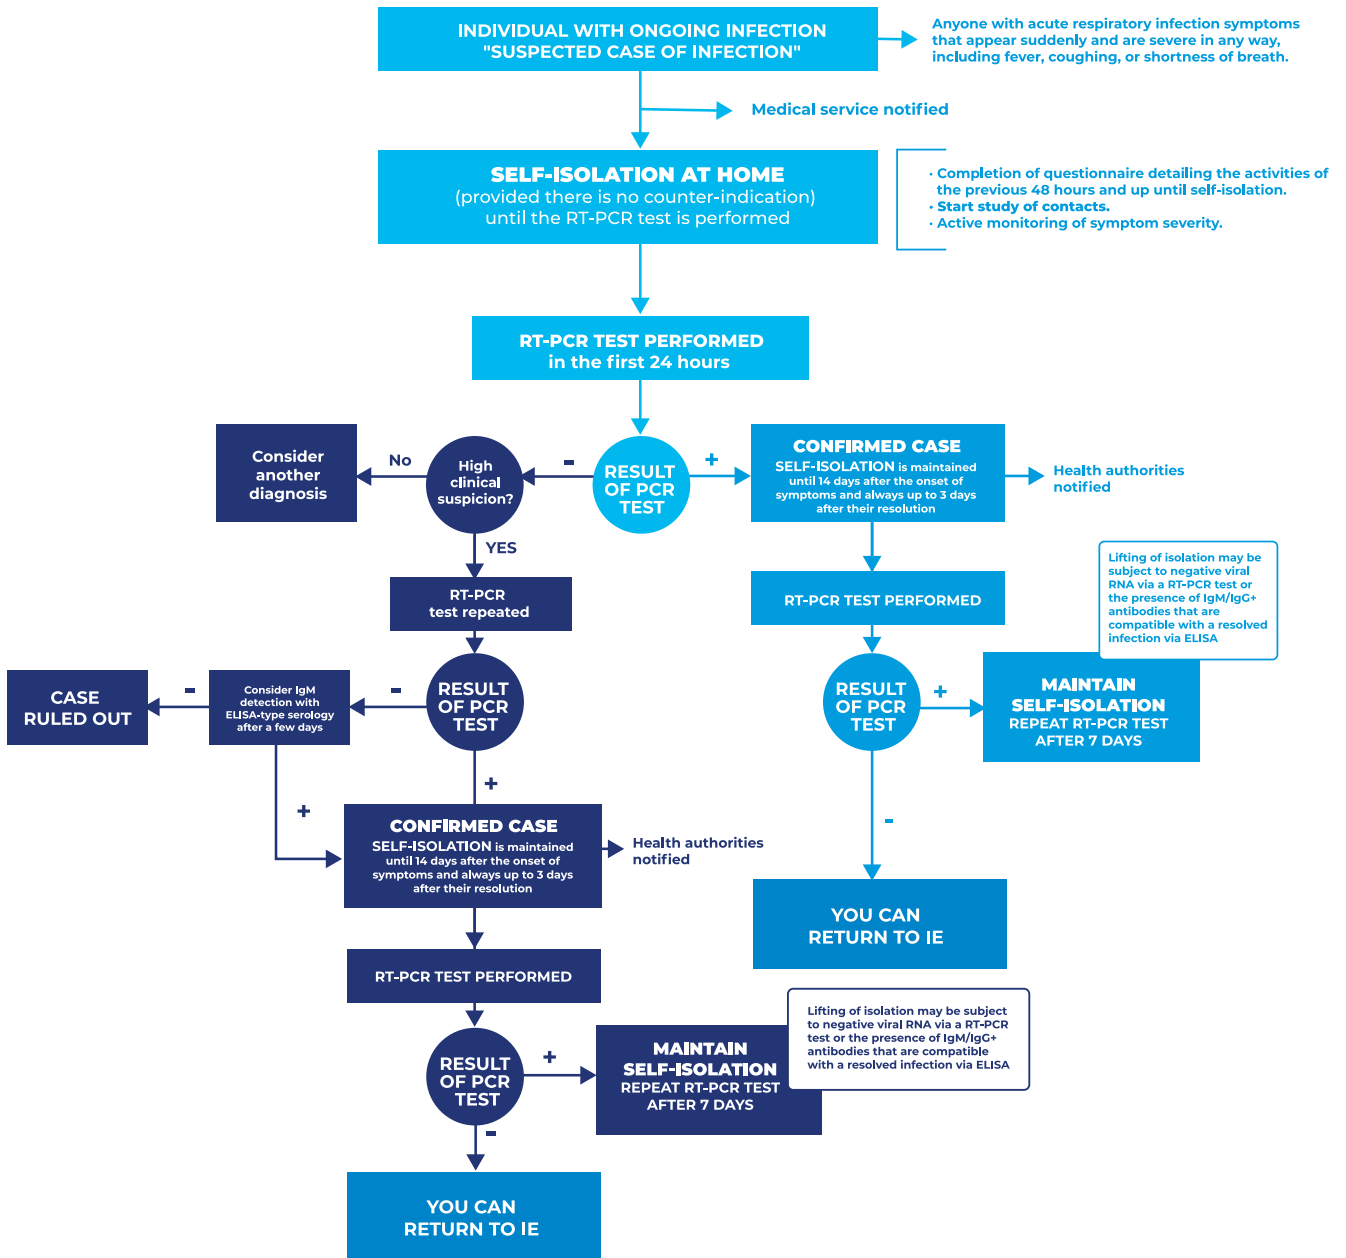 INDIVIDUAL WITH ONGOING INFECTION
"SUSPECTED CASE OF INFECTION"
Anyone with acute respiratory infection symptoms
that appear suddenly and are severe in any way,
including fever, coughing, or shortness of breath.
Medical service notified
SELF-ISOLATION AT HOME
(provided there is no counter-indication)
until the RT-PCR test is performed
· Completion of questionnaire detailing the activities of
the previous 48 hours and up until self-isolation.
· Start study of contacts.
· Active monitoring of symptom severity.
RT-PCR TEST PERFORMED
in the first 24 hours
Consider
another
diagnosis
No
High
clinical
suspicion?
-
RESULT
OF PCR
TEST
+
CONFIRMED CASE
SELF-ISOLATION is maintained
until 14 days after the onset of
symptoms and always up to 3 days
after their resolution
Health authorities
notified
YES
RT-PCR
test repeated
RT-PCR TEST PERFORMED
Lifting of isolation may be
subject to negative viral
RNA via a RT-PCR test or
the presence of IgM/IgG+
antibodies that are
compatible with a resolved
infection via ELISA
CASE
RULED OUT
-
Consider IgM
detection with
ELISA-type serology
after a few days
-
RESULT
OF PCR
TEST
RESULT
OF PCR
TEST
+
MAINTAIN
SELF-ISOLATION
REPEAT RT-PCR TEST
AFTER 7 DAYS
+
+
-
CONFIRMED CASE
SELF-ISOLATION is maintained
until 14 days after the onset of
symptoms and always up to 3 days
after their resolution
Health authorities
notified
YOU CAN
RETURN TO IE
RT-PCR TEST PERFORMED
Lifting of isolation may be subject
to negative viral RNA via a RT-PCR
test or the presence of IgM/IgG+
antibodies that are compatible
with a resolved infection via ELISA
RESULT
OF PCR
TEST
+
MAINTAIN
SELF-ISOLATION
REPEAT RT-PCR TEST
AFTER 7 DAYS
-
YOU CAN
RETURN TO IE